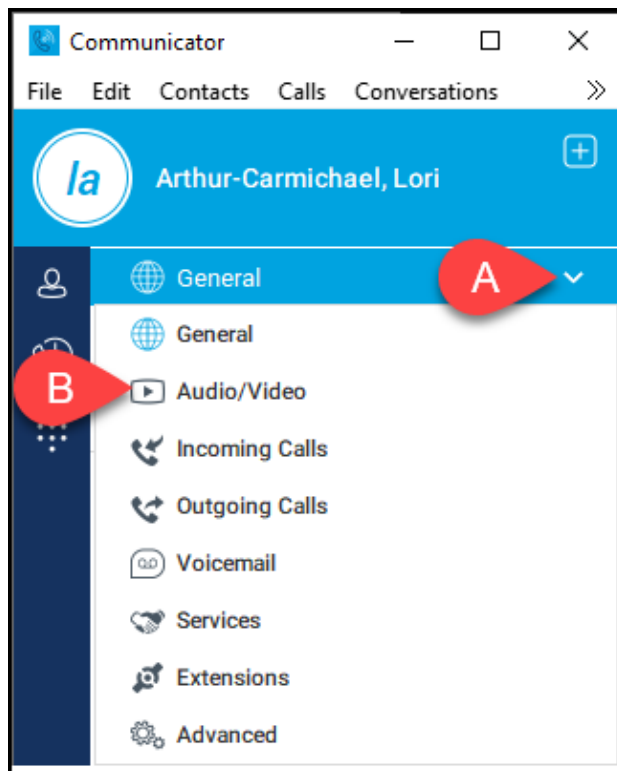 Communicator
File Edit Contacts Calls Conversations
la Arthur-Carmichael, Lori
General A
General
B Audio/Video
Incoming Calls
Outgoing Calls
Voicemail
Services
Extensions
Advanced